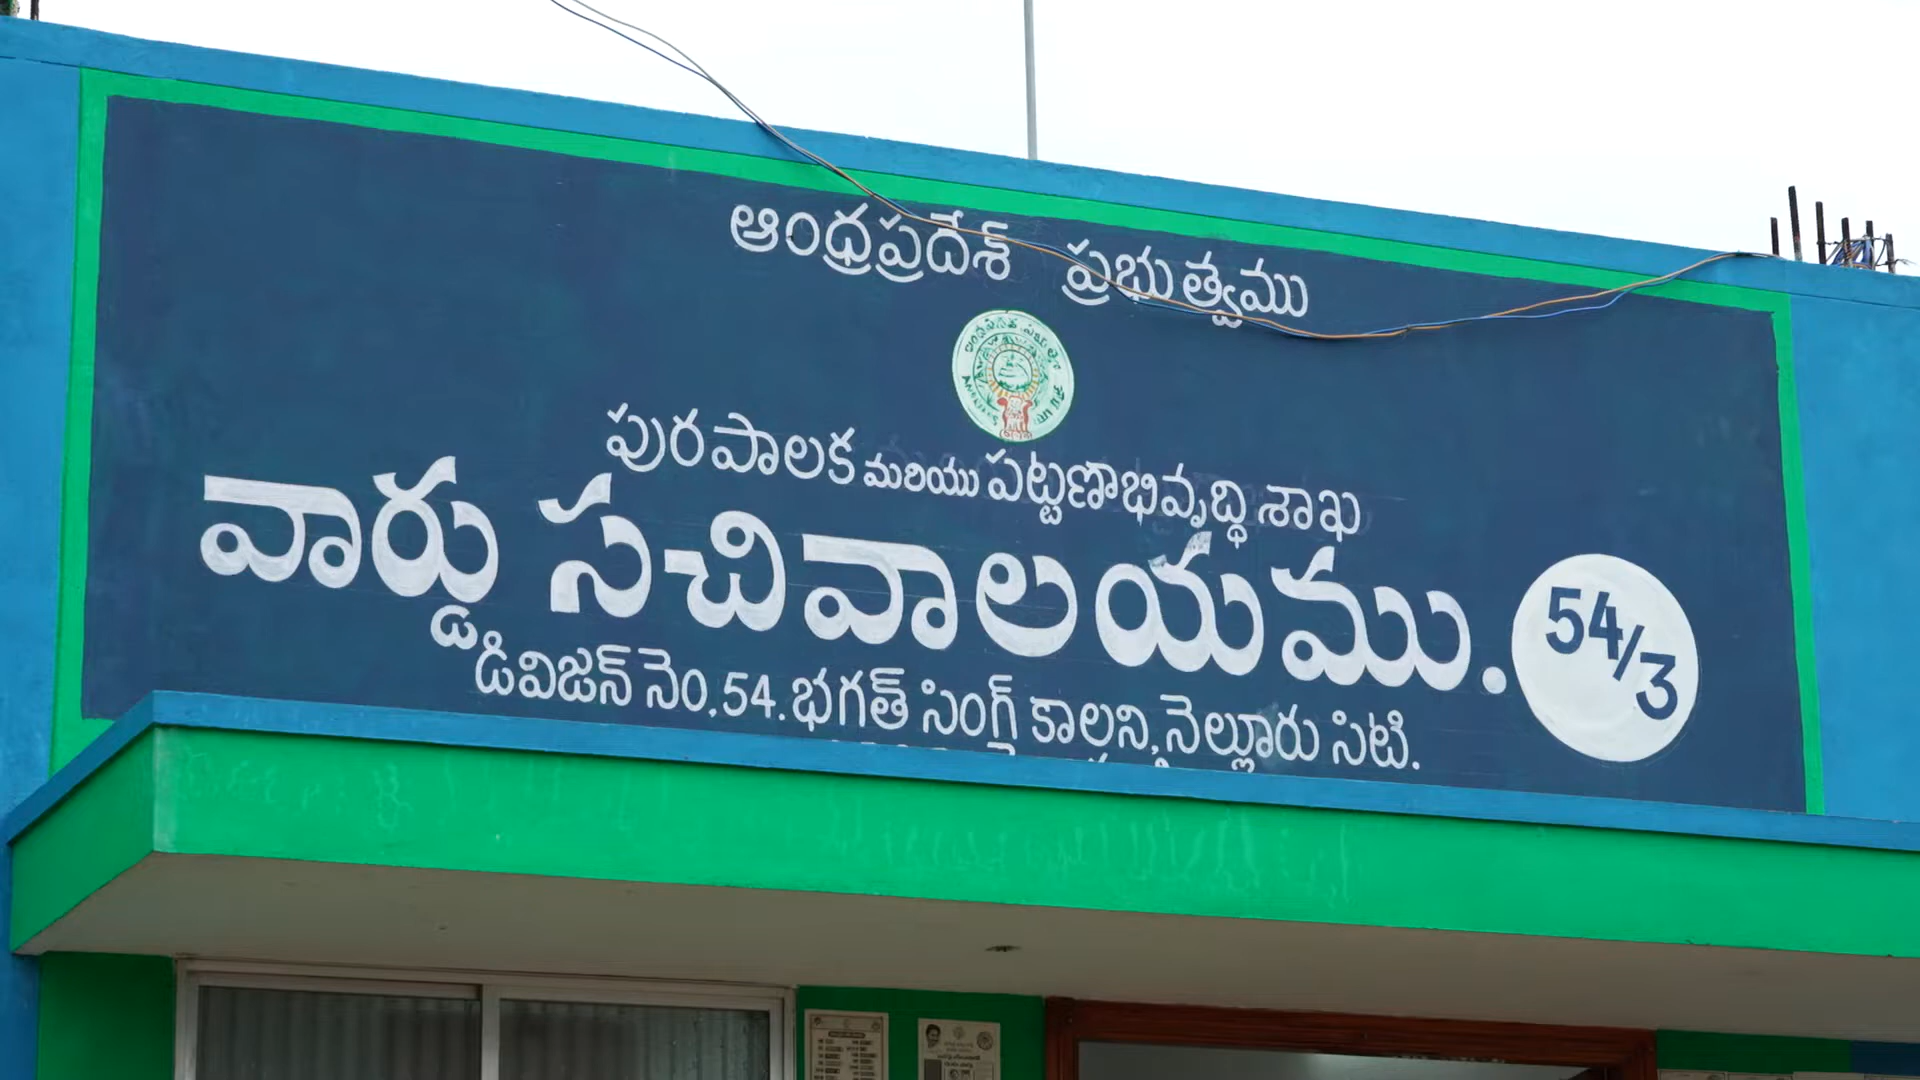 ఆంధ్రప్రదేశ్ ప్రభుత్వము
పురపాలక మరియు పట్టణాభివృద్ధి శాఖ
వార్డు సచివాలయము. 54/3
డివిజన్ నెం.54. భగత్ సింగ్ కాలని, నెల్లూరు సిటి.